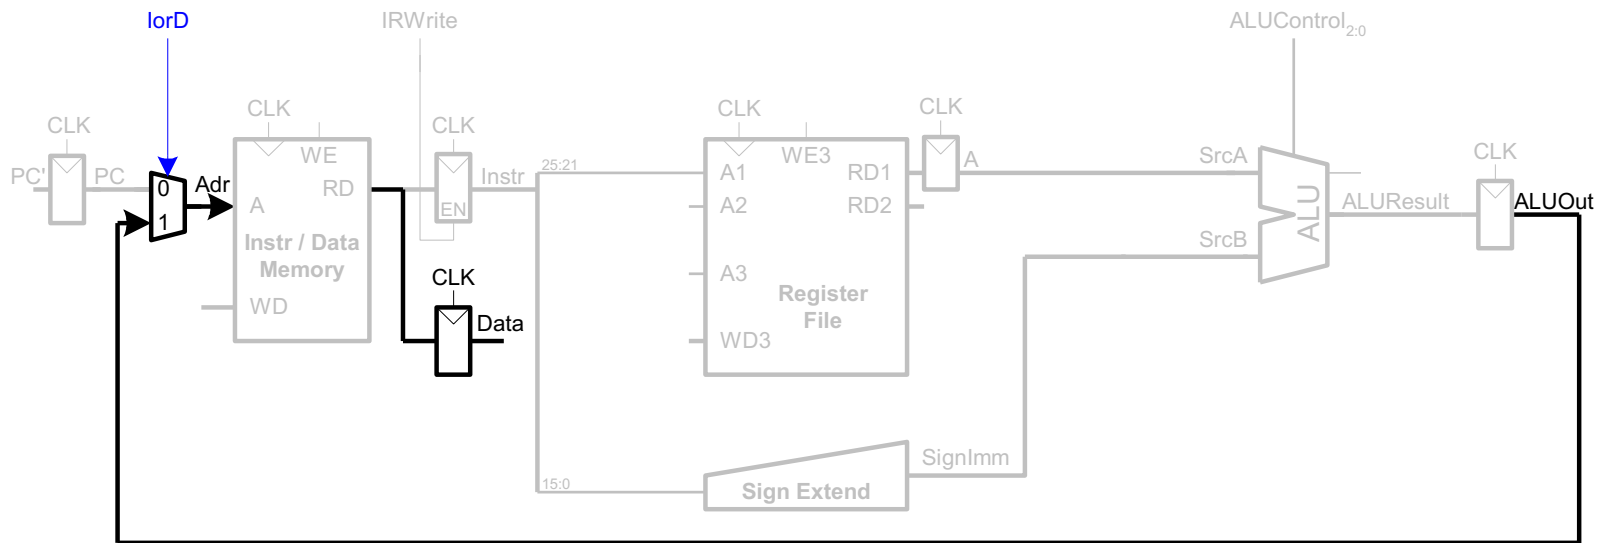 IorD
IRWrite
ALUControl2:0
CLK
CLK
CLK
CLK
CLK
CLK
PC'
PC
0
1
Adr
WE
RD
A
Instr / Data
Memory
WD
EN
Instr
CLK
Data
25:21
15:0
WE3
A1
RD1
A2
RD2
A3
Register
File
WD3
A
SignImm
Sign Extend
SrcA
SrcB
ALU
ALUResult
ALUOut